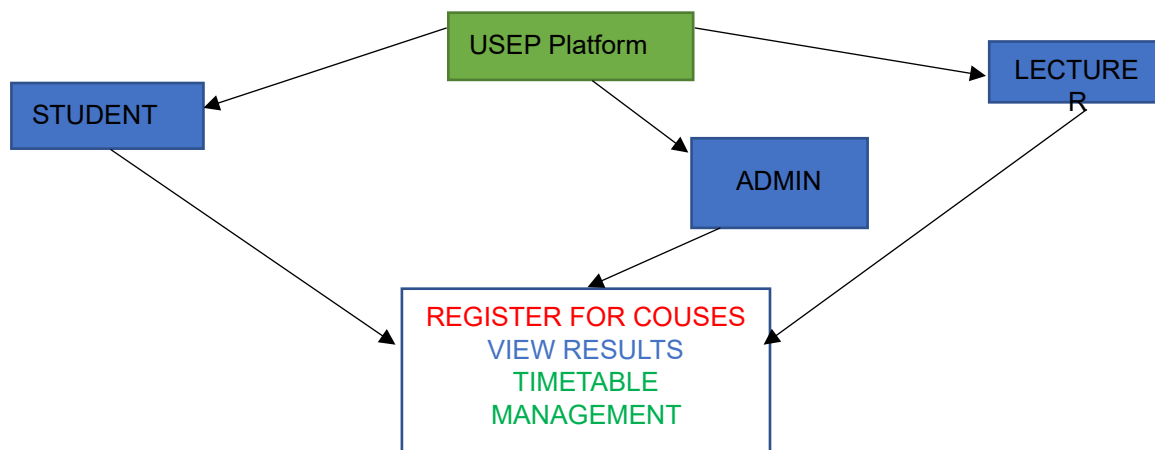 USEP Platform
LECTURE
R
STUDENT
ADMIN
REGISTER FOR COUSES
VIEW RESULTS
TIMETABLE
MANAGEMENT